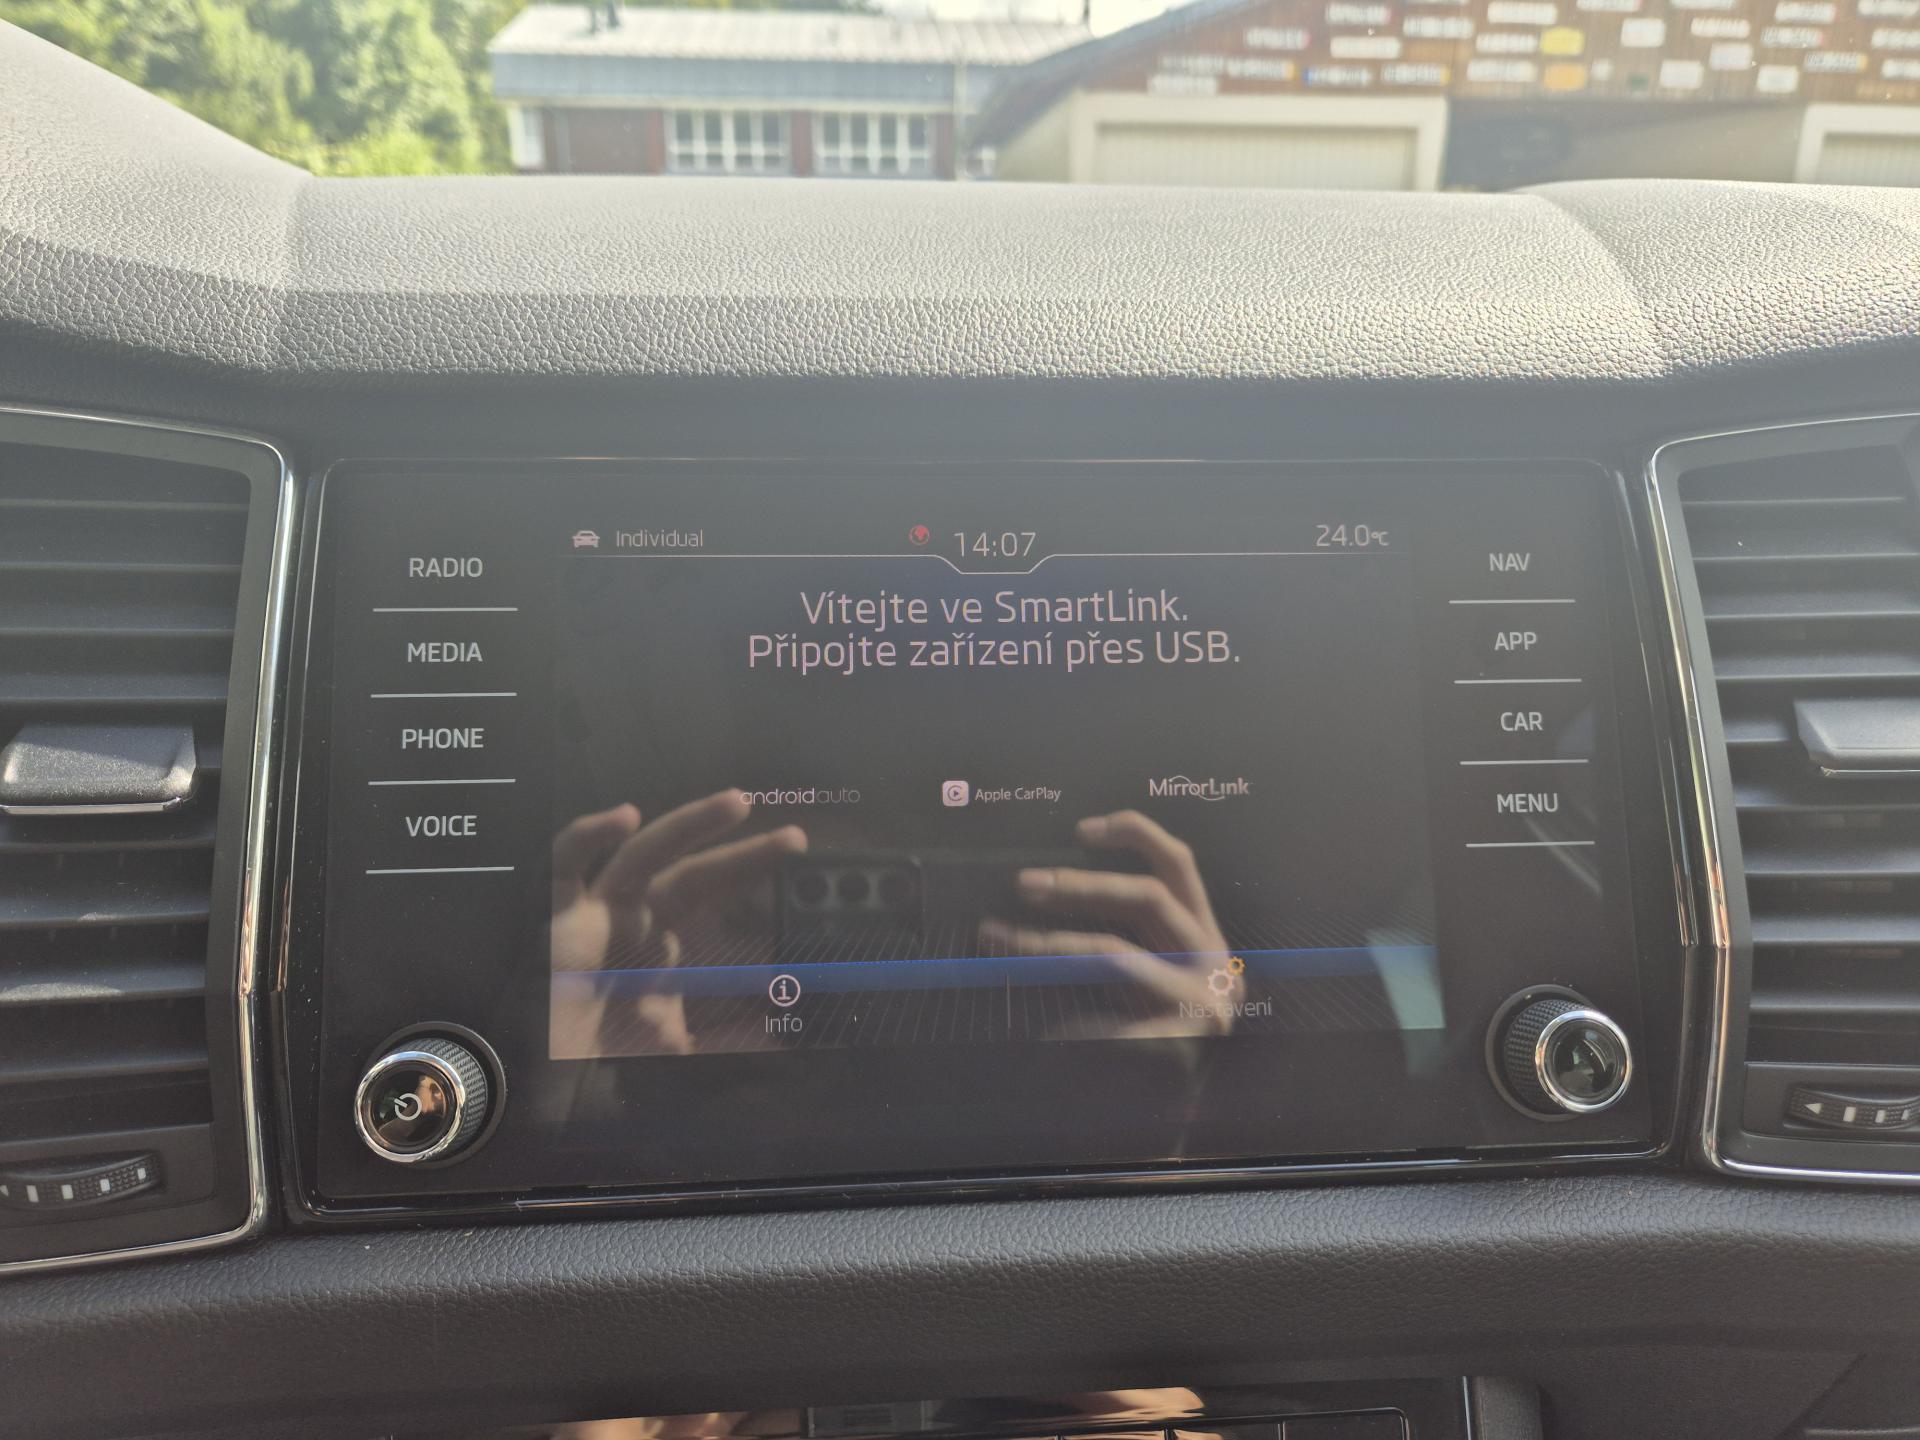 Individual 14:07 24.0°C
RADIO
MEDIA
PHONE
VOICE
Vítejte ve SmartLink.
Připojte zařízení přes USB.
androidauto Apple CarPlay MirrorLink
Info Nastavení
NAV
APP
CAR
MENU